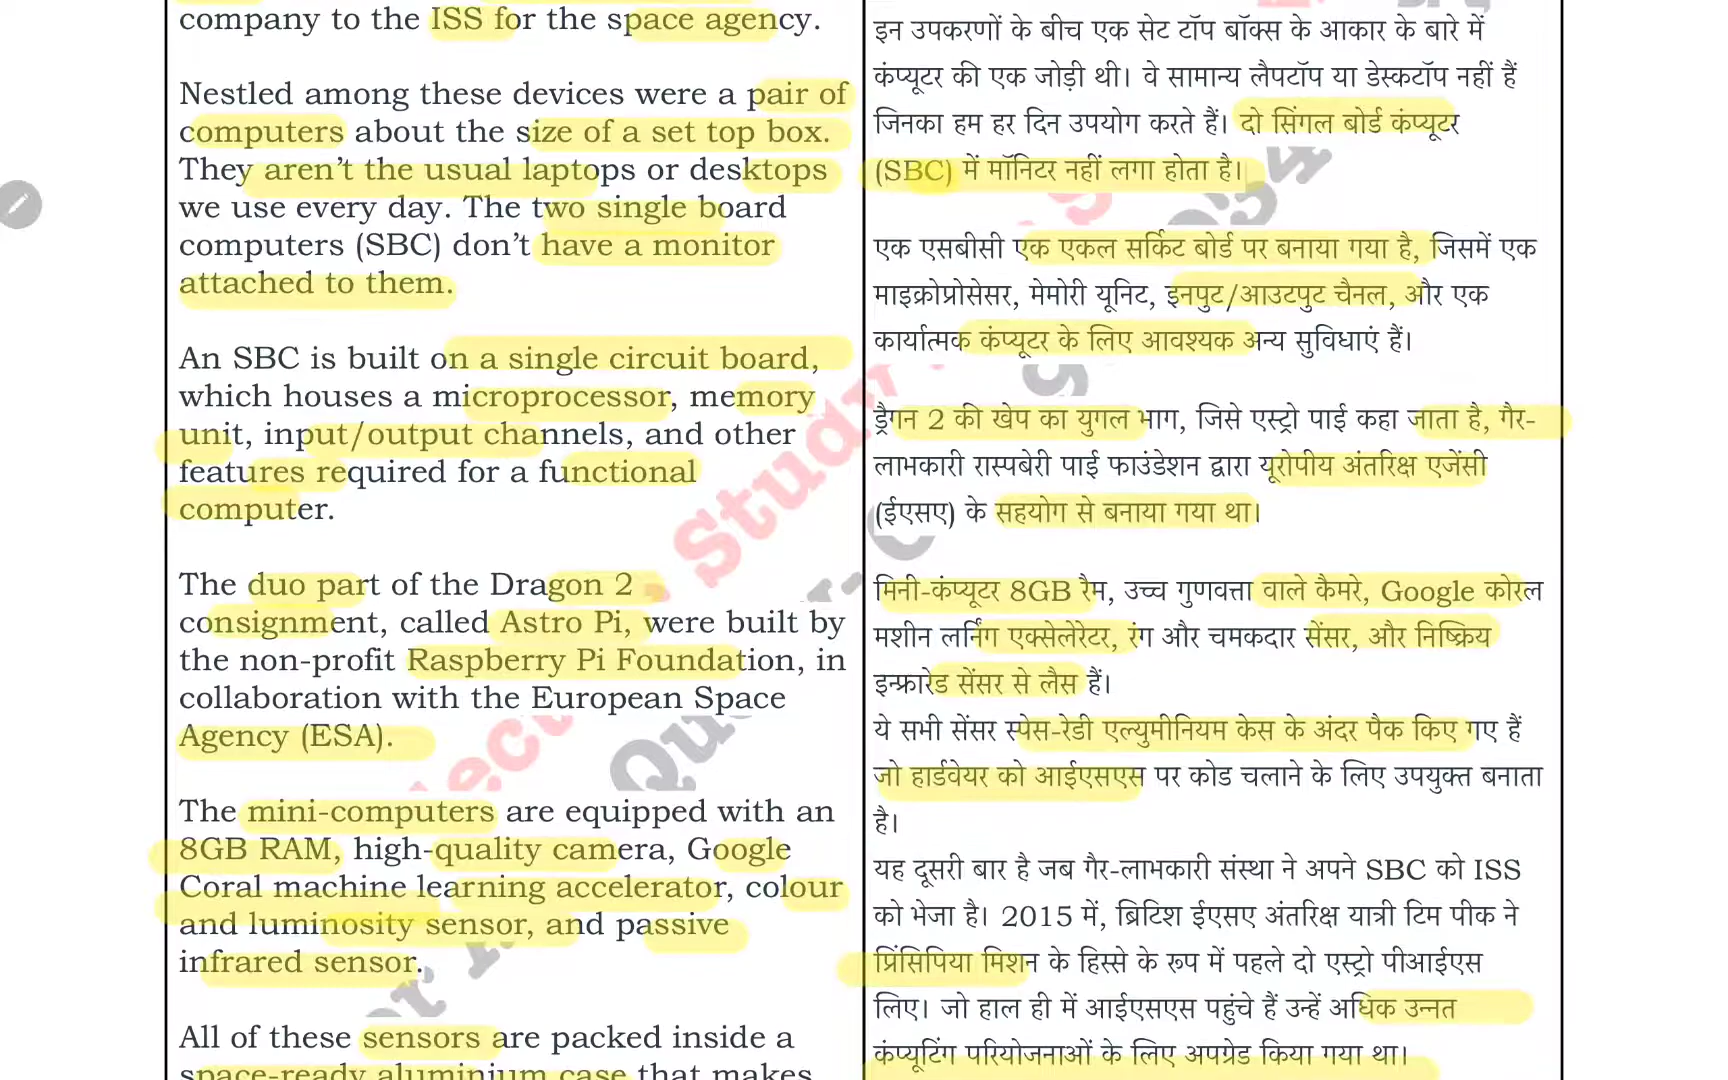 company to the ISS for the space agency.
Nestled among these devices were a pair of
computers about the size of a set top box.
They aren't the usual laptops or desktops
we use every day. The two single board
computers (SBC) don't have a monitor
attached to them.
An SBC is built on a single circuit board,
which houses a microprocessor, memory
unit, input/output channels, and other
features required for a functional
computer.
The duo part of the Dragon 2
consignment, called Astro Pi, were built by
the non-profit Raspberry Pi Foundation, in
collaboration with the European Space
Agency (ESA).
The mini-computers are equipped with an
8GB RAM, high-quality camera, Google
Coral machine learning accelerator, colour
and luminosity sensor, and passive
infrared sensor.
All of these sensors are packed inside a
space-ready aluminium case that makes
इन उपकरणों के बीच एक सेट टॉप बॉक्स के आकार के बारे में
कंप्यूटर की एक जोड़ी थी। वे सामान्य लैपटॉप या डेस्कटॉप नहीं हैं
जिनका हम हर दिन उपयोग करते हैं। दो सिंगल बोर्ड कंप्यूटर
(SBC) में मॉनिटर नहीं लगा होता है।
एक एसबीसी एक एकल सर्किट बोर्ड पर बनाया गया है, जिसमें एक
माइक्रोप्रोसेसर, मेमोरी यूनिट, इनपुट/आउटपुट चैनल, और एक
कार्यात्मक कंप्यूटर के लिए आवश्यक अन्य सुविधाएं हैं।
ड्रैगन 2 की खेप का युगल भाग, जिसे एस्ट्रो पाई कहा जाता है, गैर-
लाभकारी रास्पबेरी पाई फाउंडेशन द्वारा यूरोपीय अंतरिक्ष एजेंसी
(ईएसए) के सहयोग से बनाया गया था।
मिनी-कंप्यूटर 8GB रैम, उच्च गुणवत्ता वाले कैमरे, Google कोरल
मशीन लर्निंग एक्सेलेरेटर, रंग और चमकदार सेंसर, और निष्क्रिय
इन्फ्रारेड सेंसर से लैस हैं।
ये सभी सेंसर स्पेस-रेडी एल्युमीनियम केस के अंदर पैक किए गए हैं
जो हार्डवेयर को आईएसएस पर कोड चलाने के लिए उपयुक्त बनाता
है।
यह दूसरी बार है जब गैर-लाभकारी संस्था ने अपने SBC को ISS
को भेजा है। 2015 में, ब्रिटिश ईएसए अंतरिक्ष यात्री टिम पीक ने
प्रिंसिपिया मिशन के हिस्से के रूप में पहले दो एस्ट्रो पीआईएस
लिए। जो हाल ही में आईएसएस पहुंचे हैं उन्हें अधिक उन्नत
कंप्यूटिंग परियोजनाओं के लिए अपग्रेड किया गया था।